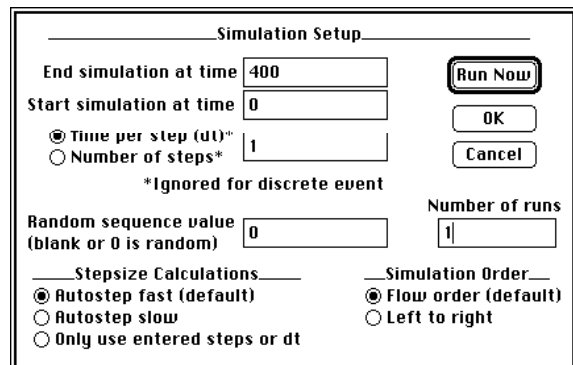 Simulation Setup
End simulation at time 400
Run Now
Start simulation at time 0
OK
Time per step (dt)*
Number of steps*
1
Cancel
*Ignored for discrete event
Number of runs
1
Random sequence value
(blank or 0 is random)
0
Stepsize Calculations
Autostep fast (default)
Autostep slow
Only use entered steps or dt
Simulation Order
Flow order (default)
Left to right